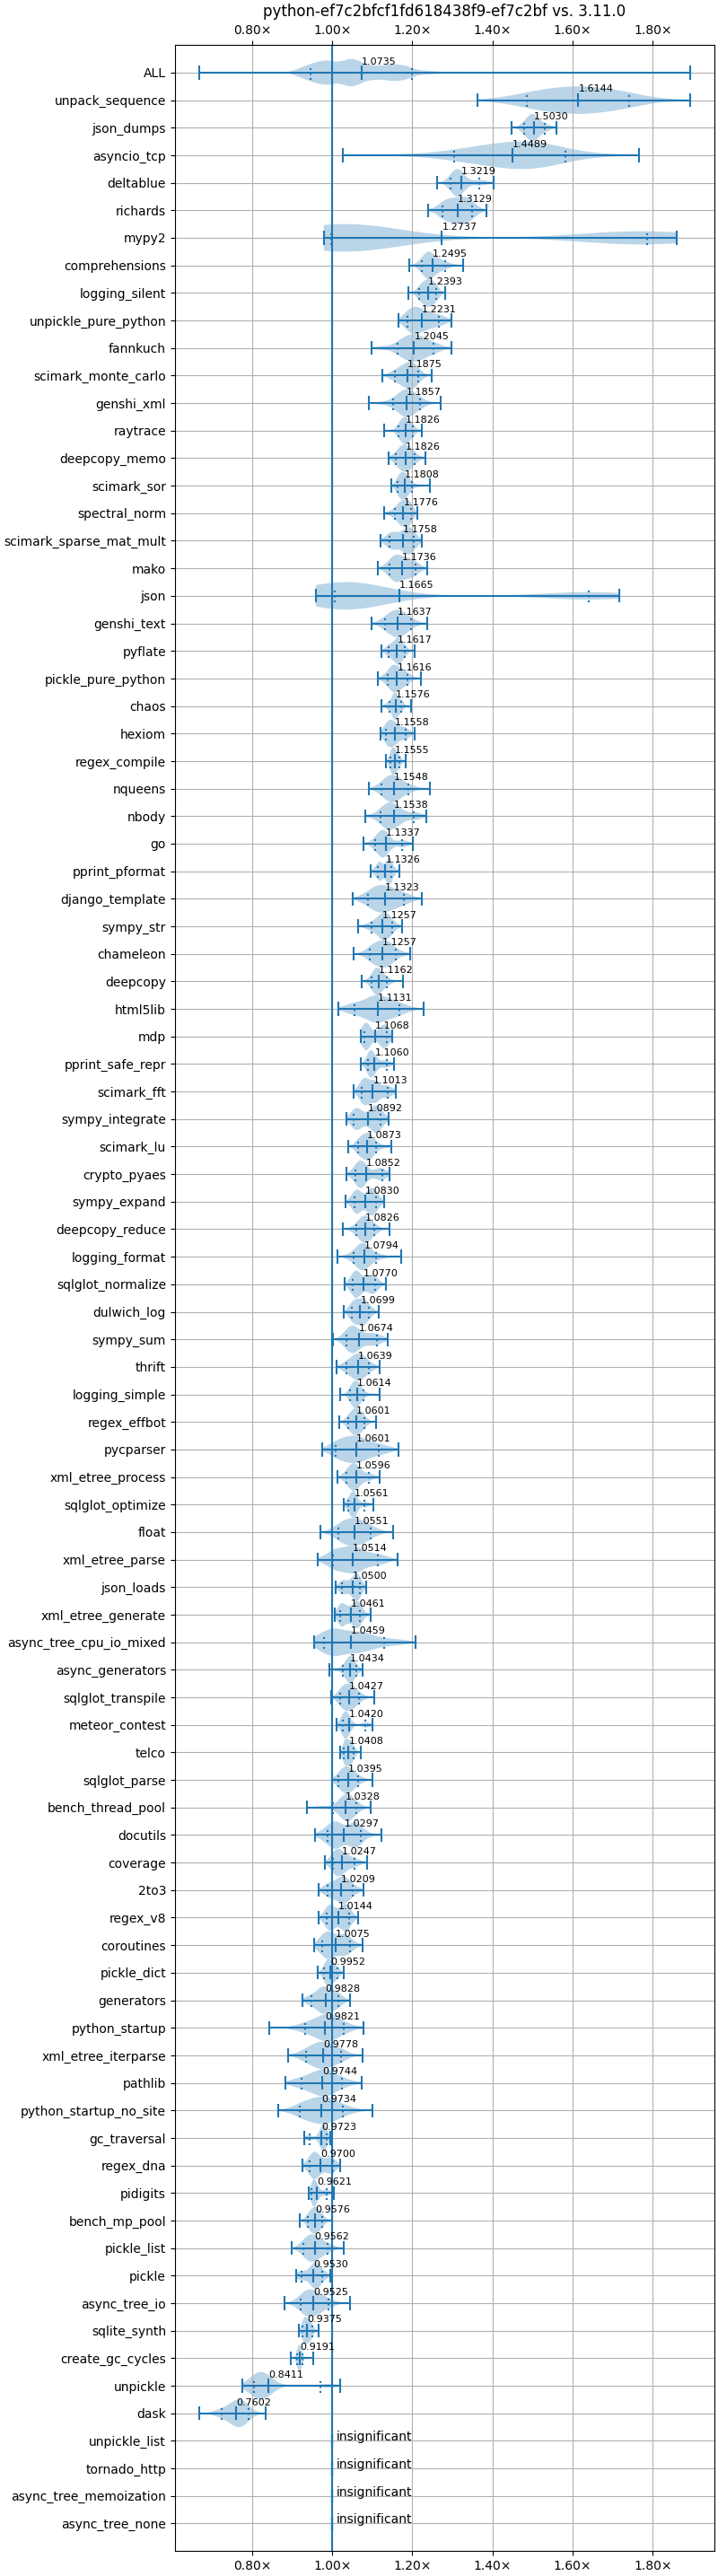 python-ef7c2bfcf1fd618438f9-ef7c2bf vs. 3.11.0
0.80× 1.00× 1.20× 1.40× 1.60× 1.80×
ALL 1.0735
unpack_sequence 1.6144
json_dumps 1.5030
asyncio_tcp 1.4489
deltablue 1.3219
richards 1.3129
mypy2 1.2737
comprehensions 1.2495
logging_silent 1.2393
unpickle_pure_python 1.2231
fannkuch 1.2045
scimark_monte_carlo 1.1875
genshi_xml 1.1857
raytrace 1.1826
deepcopy_memo 1.1826
scimark_sor 1.1808
spectral_norm 1.1776
scimark_sparse_mat_mult 1.1758
mako 1.1736
json 1.1665
genshi_text 1.1637
pyflate 1.1617
pickle_pure_python 1.1616
chaos 1.1576
hexiom 1.1558
regex_compile 1.1555
nqueens 1.1548
nbody 1.1538
go 1.1337
pprint_pformat 1.1326
django_template 1.1323
sympy_str 1.1257
chameleon 1.1257
deepcopy 1.1162
html5lib 1.1131
mdp 1.1068
pprint_safe_repr 1.1060
scimark_fft 1.1013
sympy_integrate 1.0892
scimark_lu 1.0873
crypto_pyaes 1.0852
sympy_expand 1.0830
deepcopy_reduce 1.0826
logging_format 1.0794
sqlglot_normalize 1.0770
dulwich_log 1.0699
sympy_sum 1.0674
thrift 1.0639
logging_simple 1.0614
regex_effbot 1.0601
pycparser 1.0601
xml_etree_process 1.0596
sqlglot_optimize 1.0561
float 1.0551
xml_etree_parse 1.0514
json_loads 1.0500
xml_etree_generate 1.0461
async_tree_cpu_io_mixed 1.0459
async_generators 1.0434
sqlglot_transpile 1.0427
meteor_contest 1.0420
telco 1.0408
sqlglot_parse 1.0395
bench_thread_pool 1.0328
docutils 1.0297
coverage 1.0247
2to3 1.0209
regex_v8 1.0144
coroutines 1.0075
pickle_dict 0.9952
generators 0.9828
python_startup 0.9821
xml_etree_iterparse 0.9778
pathlib 0.9744
python_startup_no_site 0.9734
gc_traversal 0.9723
regex_dna 0.9700
pidigits 0.9621
bench_mp_pool 0.9576
pickle_list 0.9562
pickle 0.9530
async_tree_io 0.9525
sqlite_synth 0.9375
create_gc_cycles 0.9191
unpickle 0.8411
dask 0.7602
unpickle_list insignificant
tornado_http insignificant
async_tree_memoization insignificant
async_tree_none insignificant
0.80× 1.00× 1.20× 1.40× 1.60× 1.80×